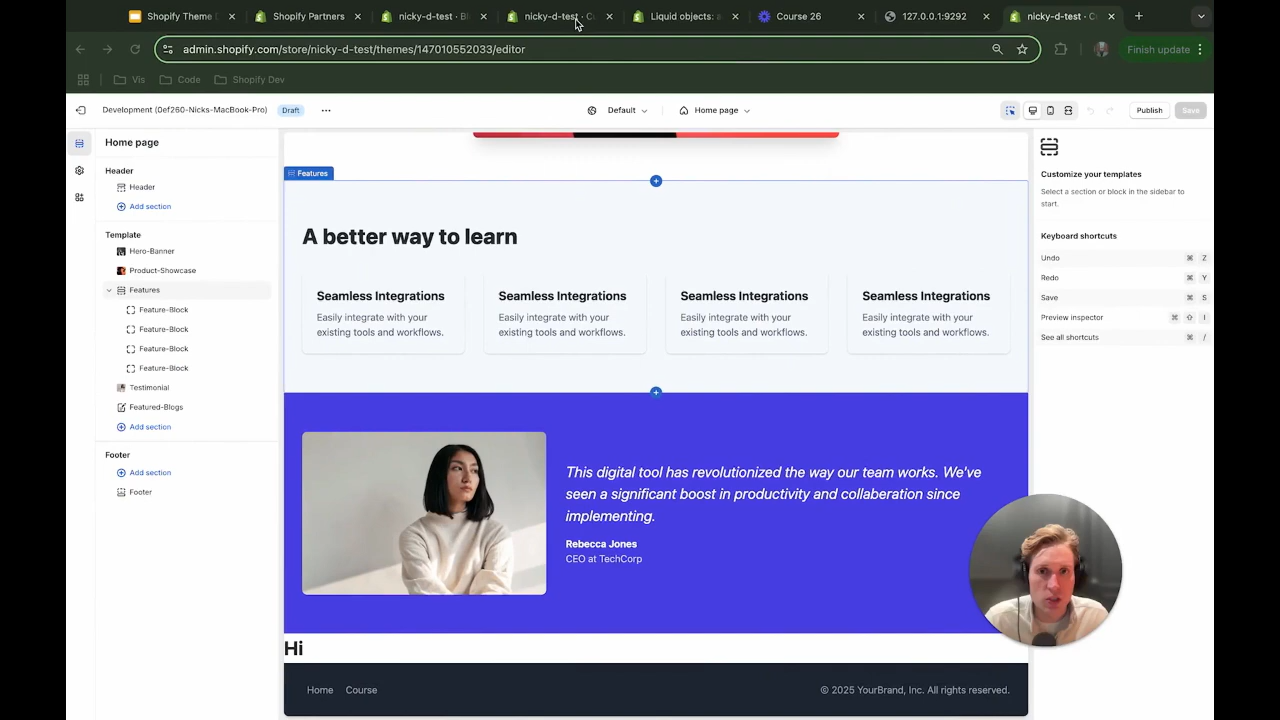 Shopify Theme
Shopify Partners
nicky-d-test · Bl
nicky-d-test · Cu
Liquid objects: a
Course 26
127.0.0.1:9292
nicky-d-test · C
admin.shopify.com/store/nicky-d-test/themes/147010552033/editor
Finish update
Vis
Code
Shopify Dev
Development (0ef260-Nicks-MacBook-Pro)
Draft
Default
Home page
Publish
Save
Home page
Header
Header
Add section
Template
Hero-Banner
Product-Showcase
Features
Feature-Block
Feature-Block
Feature-Block
Feature-Block
Testimonial
Featured-Blogs
Add section
Footer
Add section
Footer
Features
A better way to learn
Seamless Integrations
Easily integrate with your
existing tools and workflows.
Seamless Integrations
Easily integrate with your
existing tools and workflows.
Seamless Integrations
Easily integrate with your
existing tools and workflows.
Seamless Integrations
Easily integrate with your
existing tools and workflows.
This digital tool has revolutionized the way our team works. We've
seen a significant boost in productivity and collaberation since
implementing.
Rebecca Jones
CEO at TechCorp
Hi
Home
Course
© 2025 YourBrand, Inc. All rights reserved.
Customize your templates
Select a section or block in the sidebar to
start.
Keyboard shortcuts
Undo ⌘ Z
Redo ⌘ Y
Save ⌘ S
Preview inspector ⌘ ⇧ I
See all shortcuts ⌘ /